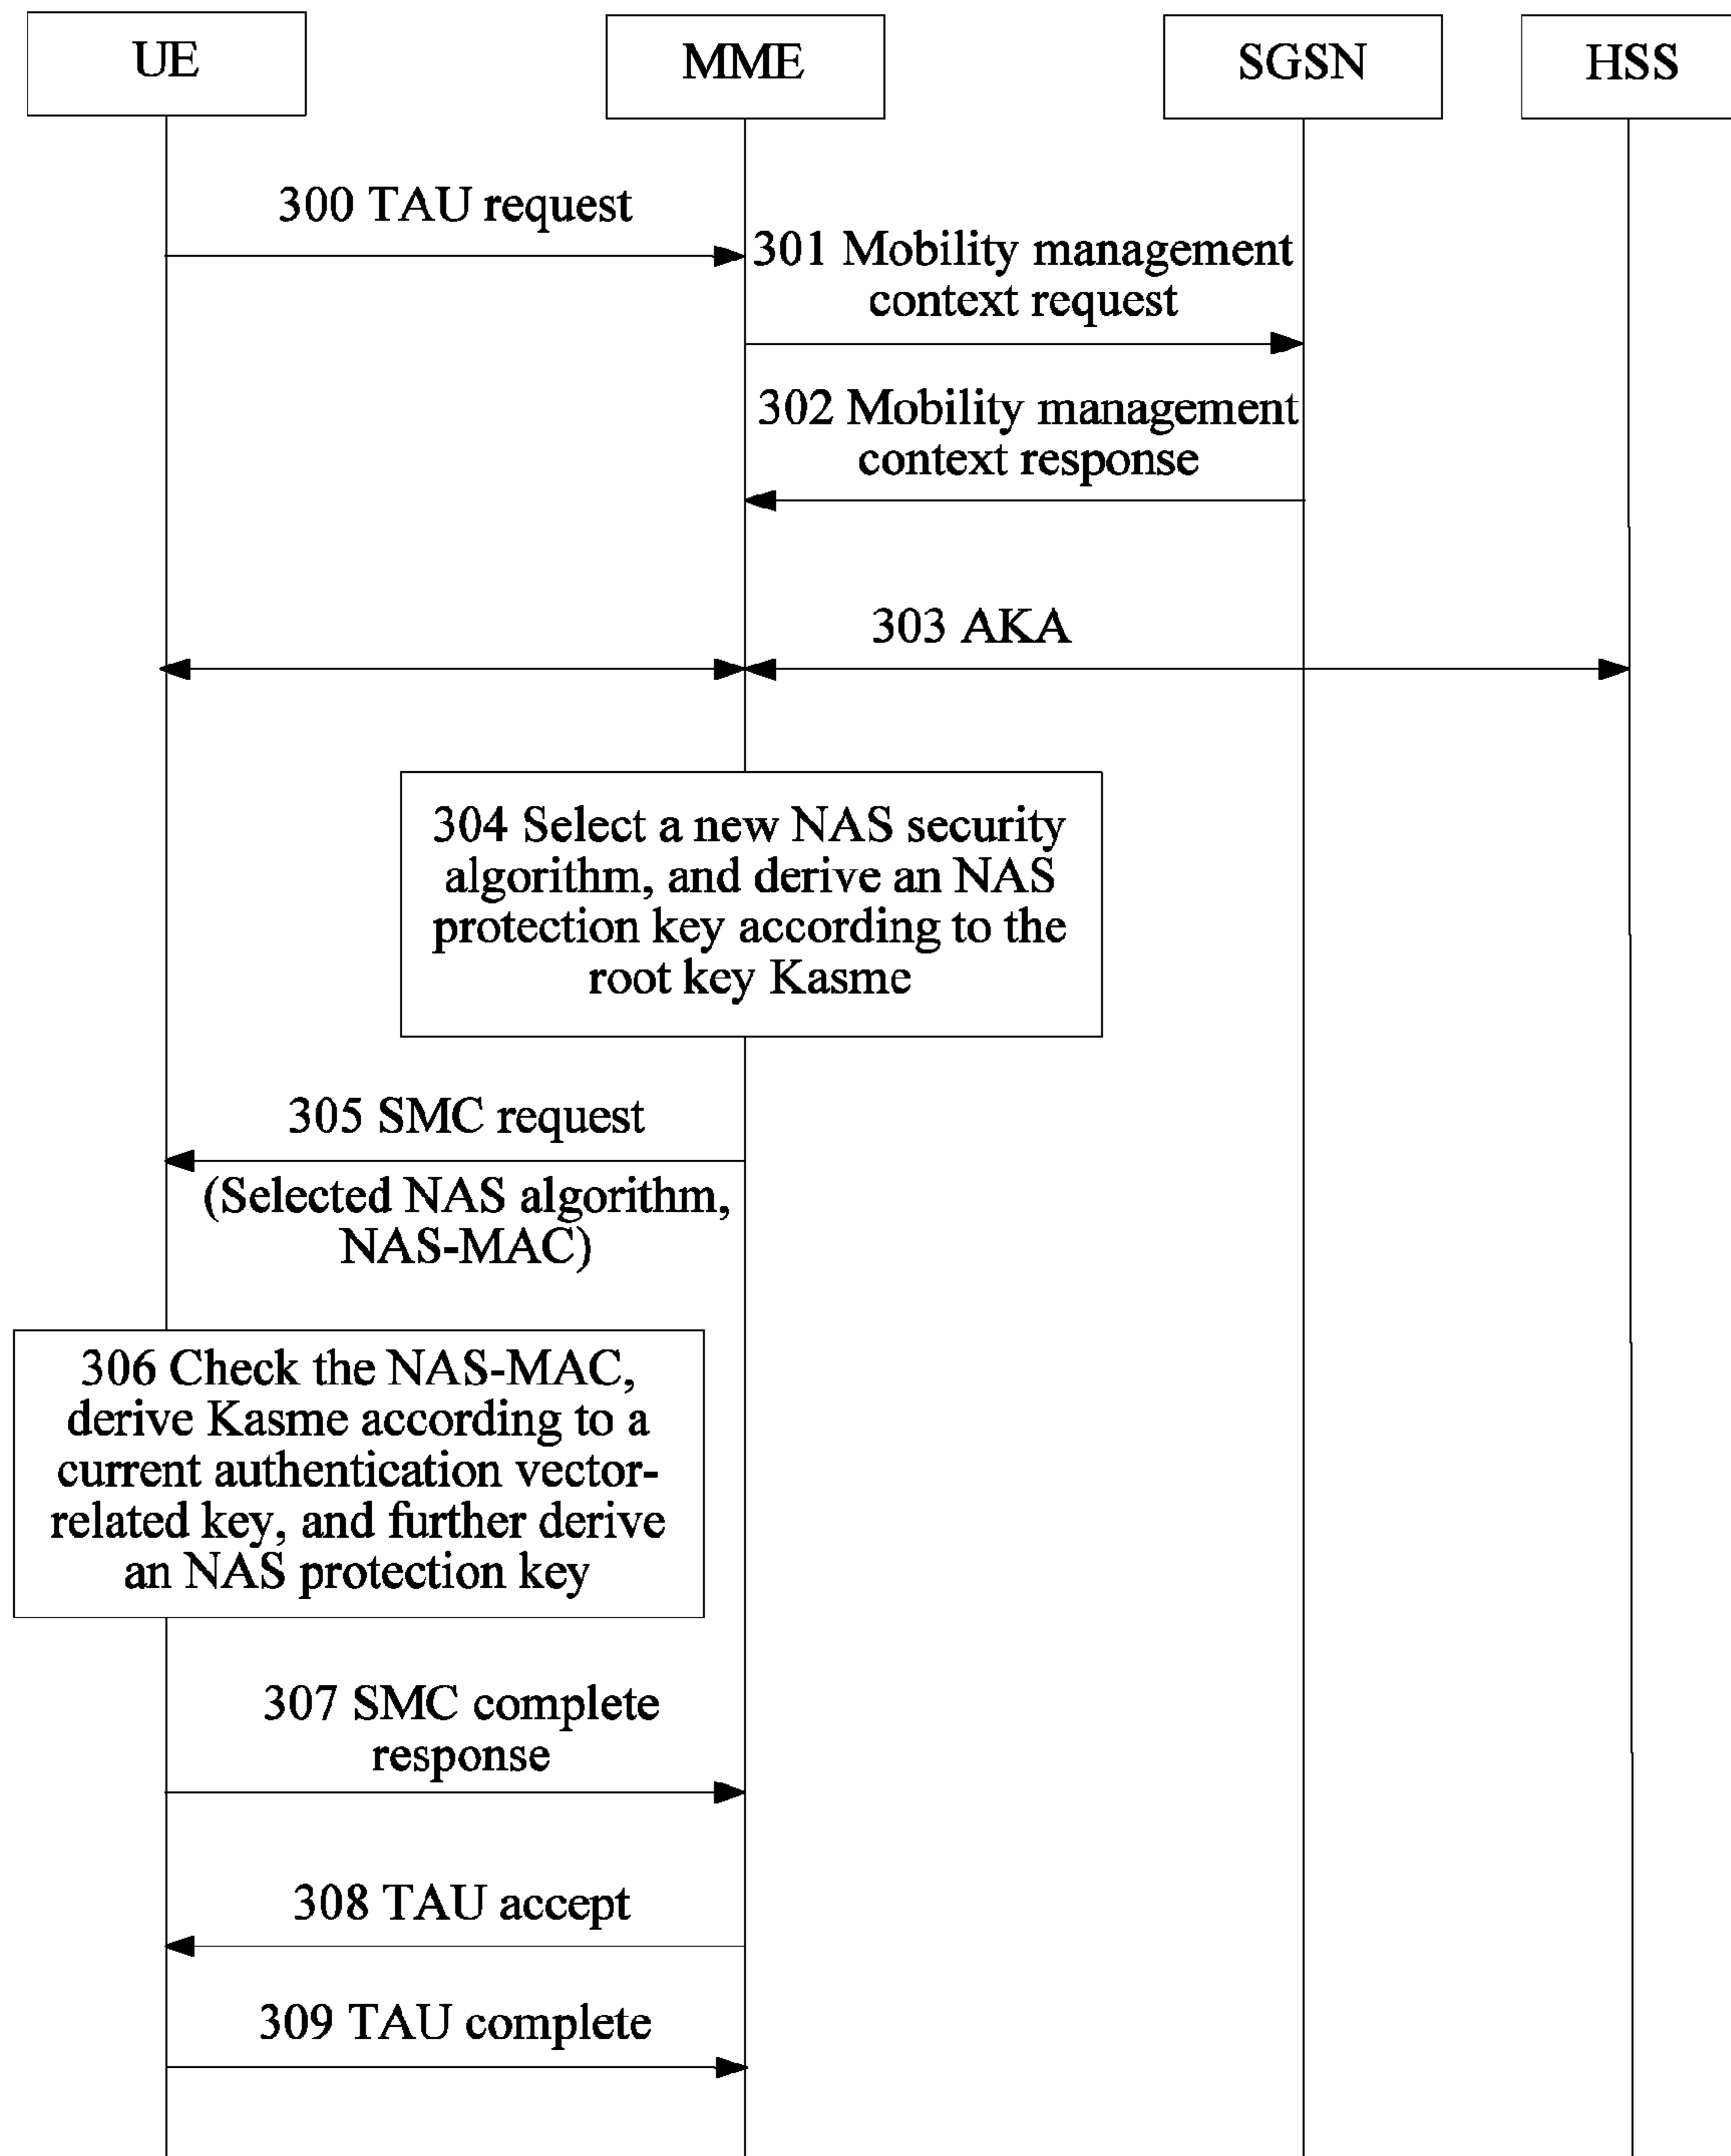 UE
MME
SGSN
HSS
300 TAU request
301 Mobility management
context request
302 Mobility management
context response
303 AKA
304 Select a new NAS security
algorithm, and derive an NAS
protection key according to the
root key Kasme
305 SMC request
(Selected NAS algorithm,
NAS-MAC)
306 Check the NAS-MAC,
derive Kasme according to a
current authentication vector-
related key, and further derive
an NAS protection key
307 SMC complete
response
308 TAU accept
309 TAU complete